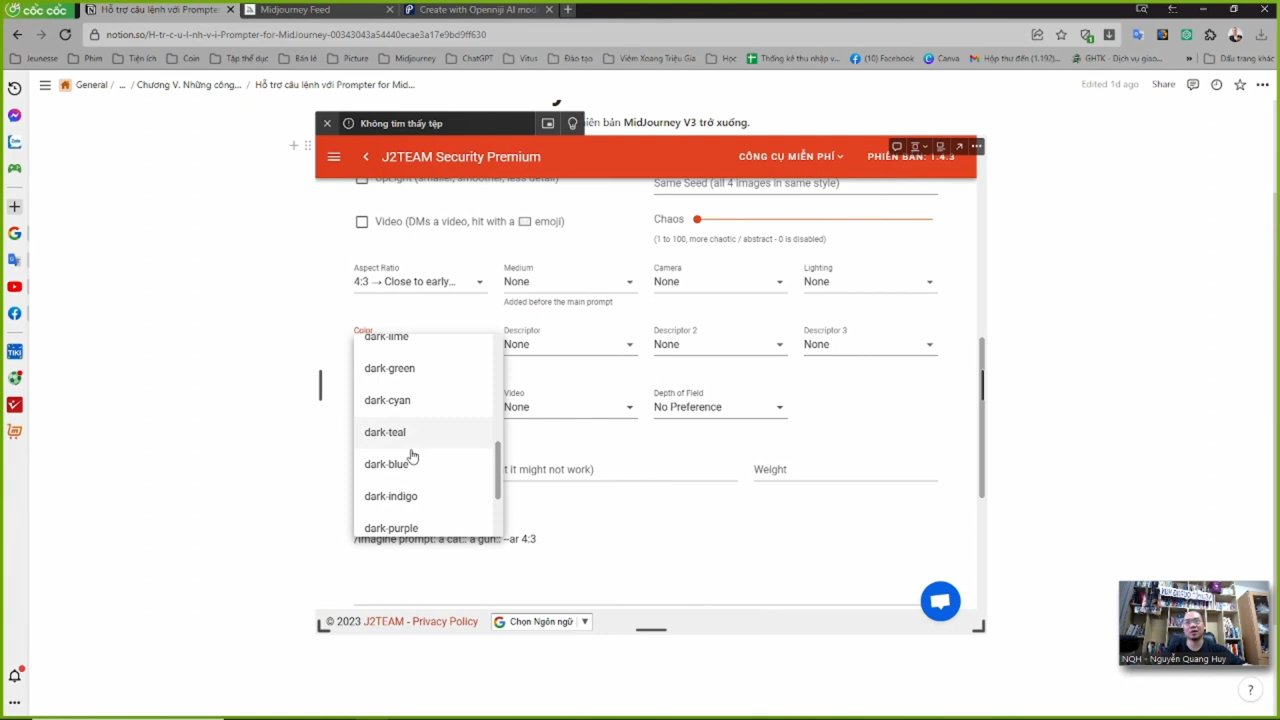 cốc cốc
Hỗ trợ câu lệnh với Prompter
Midjourney Feed
Create with Openniji AI mod
notion.so/H-tr-c-u-l-nh-v-i-Prompter-for-MidJourney-00343043a54440ecae3a17e9bd9ff630
Jeunesse
Phim
Tiện ích
Coin
Tập thể dục
Bán lẻ
Picture
Midjourney
ChatGPT
Vitus
Đào tạo
Viêm Xoang Triệu Gia
Học
Thống kê thu nhập v...
(10) Facebook
Canva
Hộp thư đến (1.192)...
GHTK - Dịch vụ giao...
»
Dấu trang khác
General / ... / Chương V. Những công... / Hỗ trợ câu lệnh với Prompter for Mid...
Edited 1d ago
Share
Không tìm thấy tệp
iên bản MidJourney V3 trở xuống.
J2TEAM Security Premium
CÔNG CỤ MIỄN PHÍ
PHIÊN BẢN: 1.4.3
UpLight (smaller, smoother, less detail)
Same Seed (all 4 images in same style)
Video (DMs a video, hit with a emoji)
Chaos
(1 to 100, more chaotic / abstract - 0 is disabled)
Aspect Ratio
Medium
Camera
Lighting
4:3 → Close to early...
None
None
None
Added before the main prompt
Color
Descriptor
Descriptor 2
Descriptor 3
None
None
None
dark-lime
dark-green
dark-cyan
dark-teal
dark-blue
dark-indigo
dark-purple
Video
Depth of Field
None
No Preference
t it might not work)
Weight
/imagine prompt: a cat:: a gun:: --ar 4:3
© 2023 J2TEAM - Privacy Policy
Chọn Ngôn ngữ
TIKI
NQH - Nguyễn Quang Huy
?